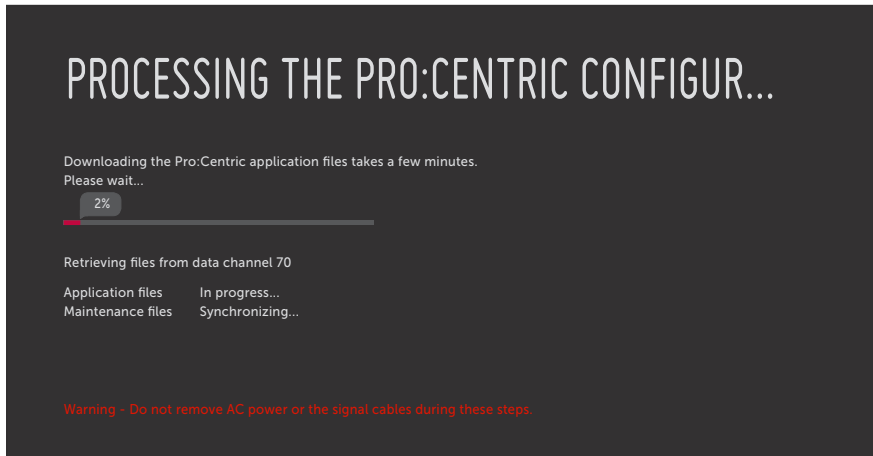 PROCESSING THE PRO:CENTRIC CONFIGUR...
Downloading the Pro:Centric application files takes a few minutes.
Please wait...
2%
Retrieving files from data channel 70
Application files In progress...
Maintenance files Synchronizing...
Warning - Do not remove AC power or the signal cables during these steps.